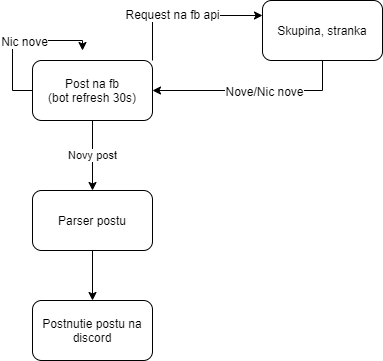 Request na fb api
Skupina, stranka
Nic nove
Post na fb
(bot refresh 30s)
Nove/Nic nove
Novy post
Parser postu
Postnutie postu na
discord